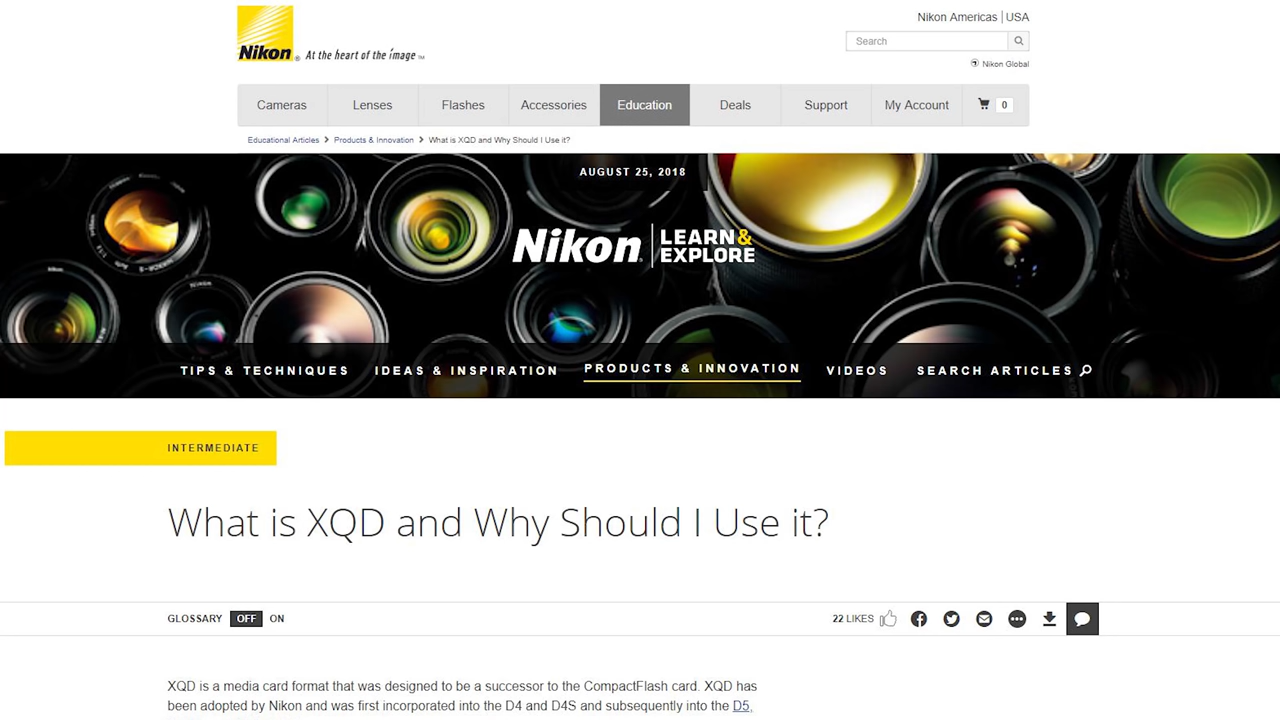 Nikon® At the heart of the image™
Nikon Americas | USA
Search
Nikon Global
Cameras Lenses Flashes Accessories Education Deals Support My Account 0
Educational Articles > Products & Innovation > What is XQD and Why Should I Use it?
AUGUST 25, 2018
Nikon | LEARN &
EXPLORE
TIPS & TECHNIQUES IDEAS & INSPIRATION PRODUCTS & INNOVATION VIDEOS SEARCH ARTICLES
INTERMEDIATE
What is XQD and Why Should I Use it?
GLOSSARY OFF ON 22 LIKES
XQD is a media card format that was designed to be a successor to the CompactFlash card. XQD has
been adopted by Nikon and was first incorporated into the D4 and D4S and subsequently into the D5,